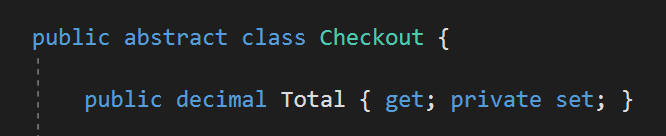 public abstract class Checkout {
public decimal Total { get; private set; }